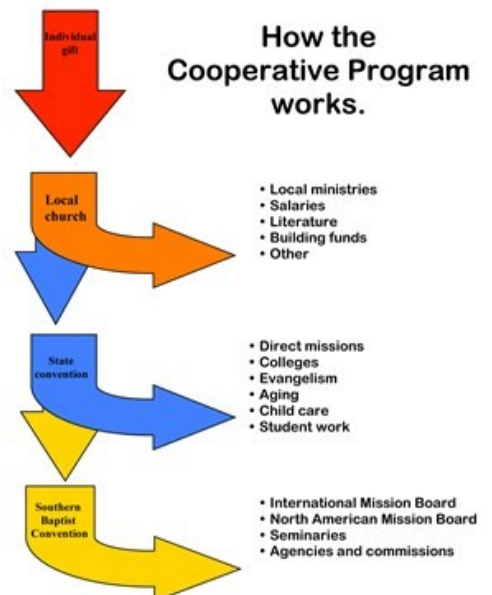 How the
Cooperative Program
works.
Individual
gift
Local
church
• Local ministries
• Salaries
• Literature
• Building funds
• Other
State
convention
• Direct missions
• Colleges
• Evangelism
• Aging
• Child care
• Student work
Southern
Baptist
Convention
• International Mission Board
• North American Mission Board
• Seminaries
• Agencies and commissions